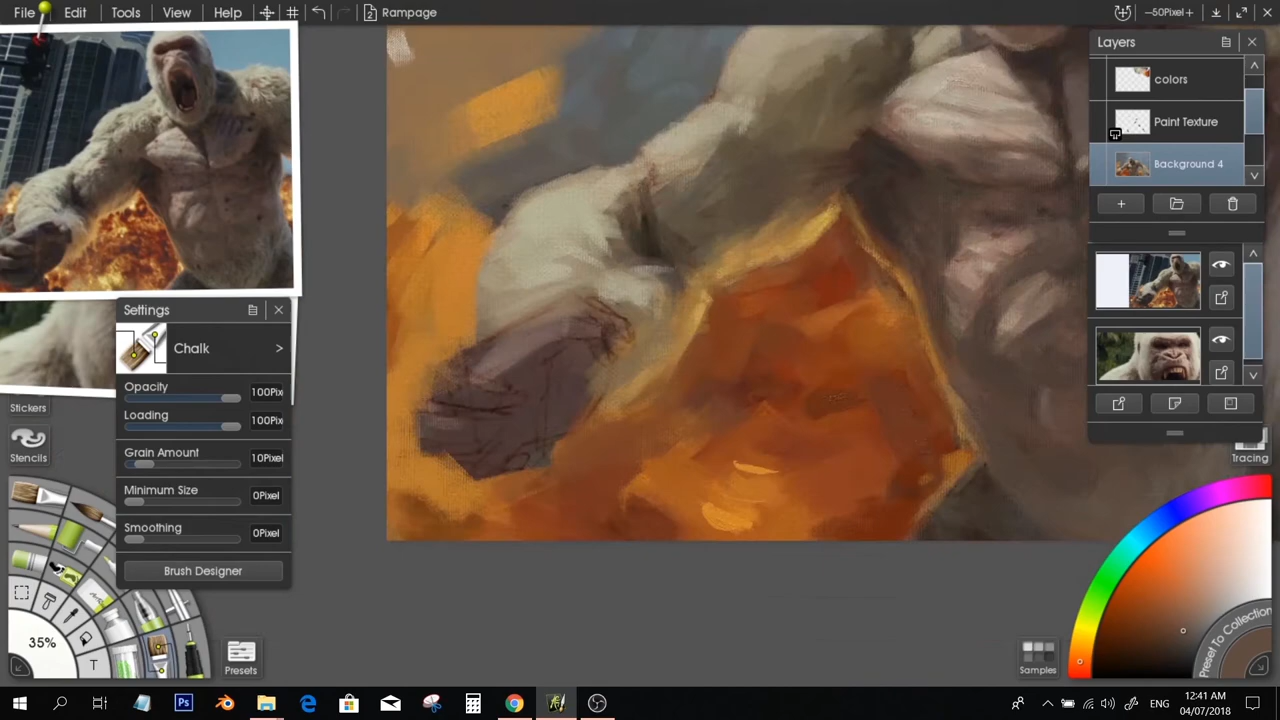 File Edit Tools View Help 2 Rampage —50Pixel+
Layers
colors
Paint Texture
Background 4
+
Settings
Chalk >
Opacity 100Pix
Loading 100Pix
Grain Amount 10Pixel
Minimum Size 0Pixel
Smoothing 0Pixel
Brush Designer
Stickers
Stencils
35%
T
Presets
Tracing
Preset To Collection
Samples
Ps
ENG
12:41 AM
04/07/2018